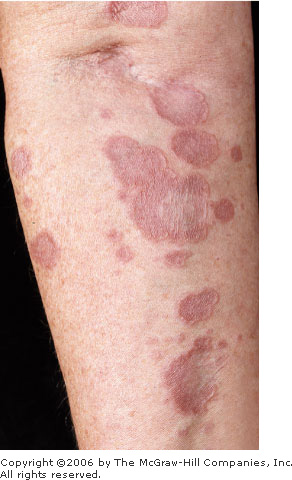 Copyright ©2006 by The McGraw-Hill Companies, Inc.
All rights reserved.